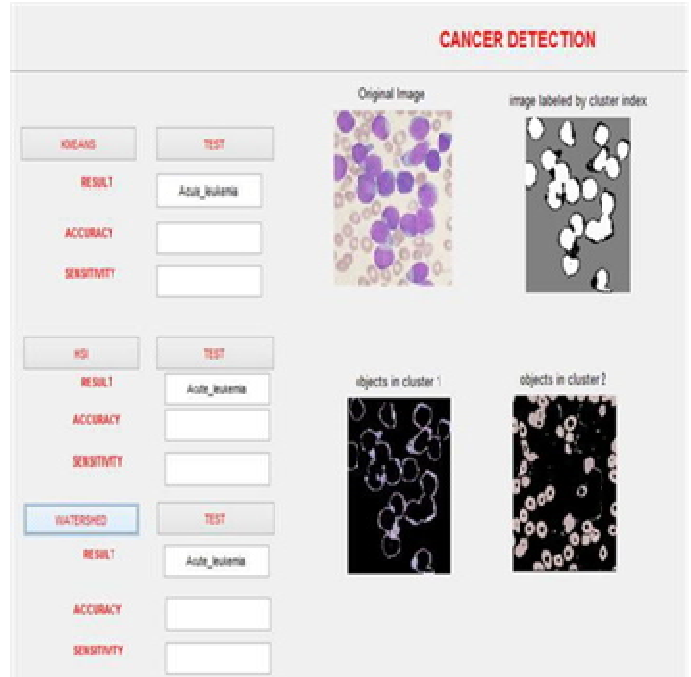 CANCER DETECTION
Original Image
image labeled by cluster index
KMEANS
TEST
RESULT
Acute_leukemia
ACCURACY
SENSITIVITY
HSI
TEST
RESULT
Acute_leukemia
ACCURACY
SENSITIVITY
objects in cluster 1
objects in cluster 2
WATERSHED
TEST
RESULT
Acute_leukemia
ACCURACY
SENSITIVITY